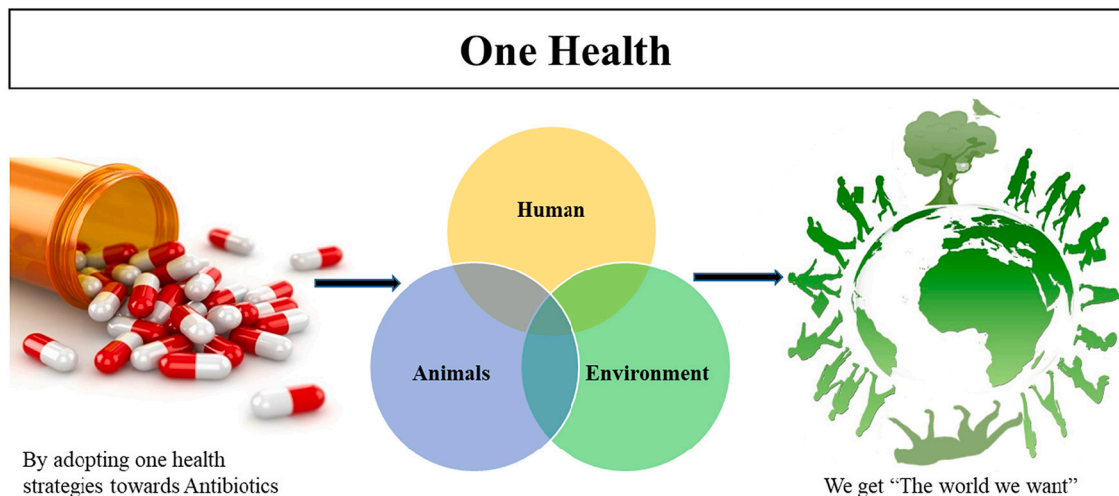 One Health
Human
Animals
Environment
By adopting one health
strategies towards Antibiotics
We get “The world we want”